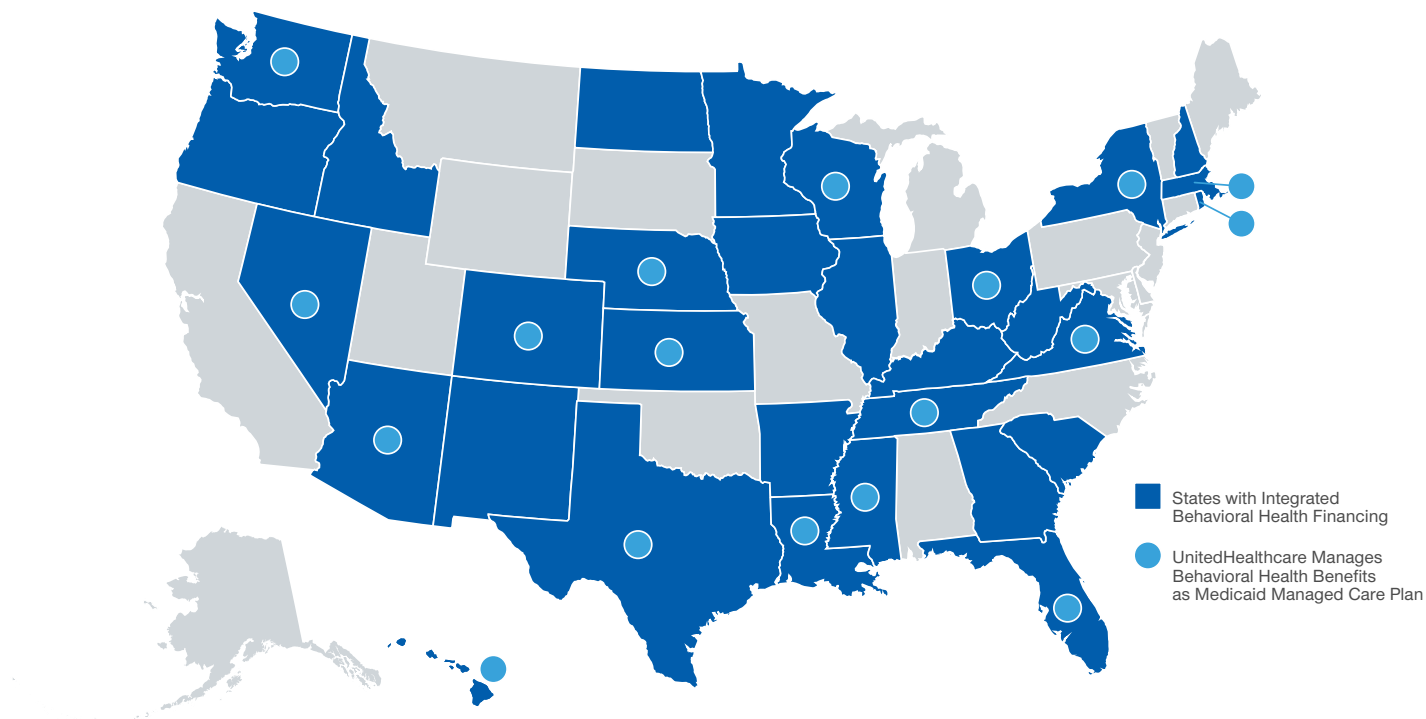 States with Integrated
Behavioral Health Financing
UnitedHealthcare Manages
Behavioral Health Benefits
as Medicaid Managed Care Plan